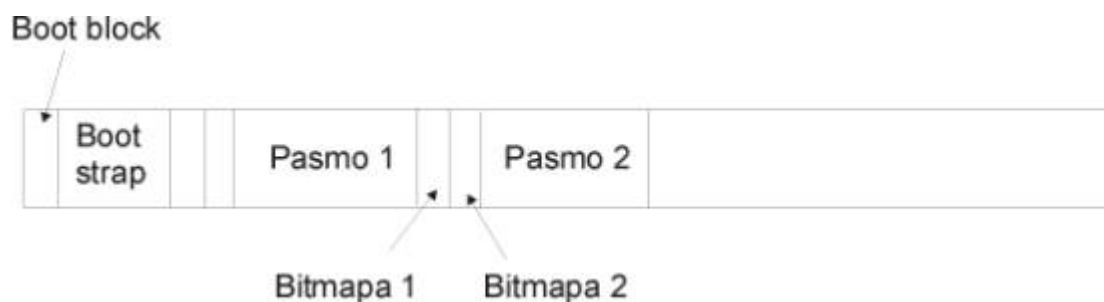 Boot block
Boot
strap
Pasmo 1
Pasmo 2
Bitmapa 1
Bitmapa 2